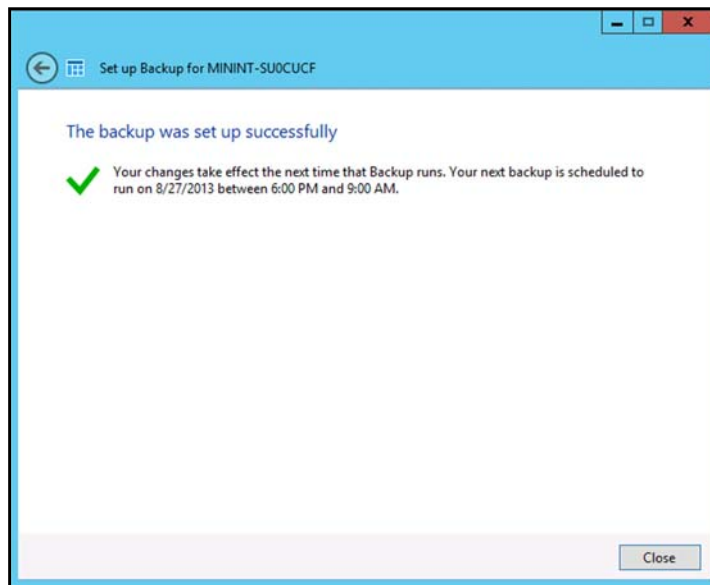 Set up Backup for MININT-SU0CUCF
The backup was set up successfully
Your changes take effect the next time that Backup runs. Your next backup is scheduled to
run on 8/27/2013 between 6:00 PM and 9:00 AM.
Close